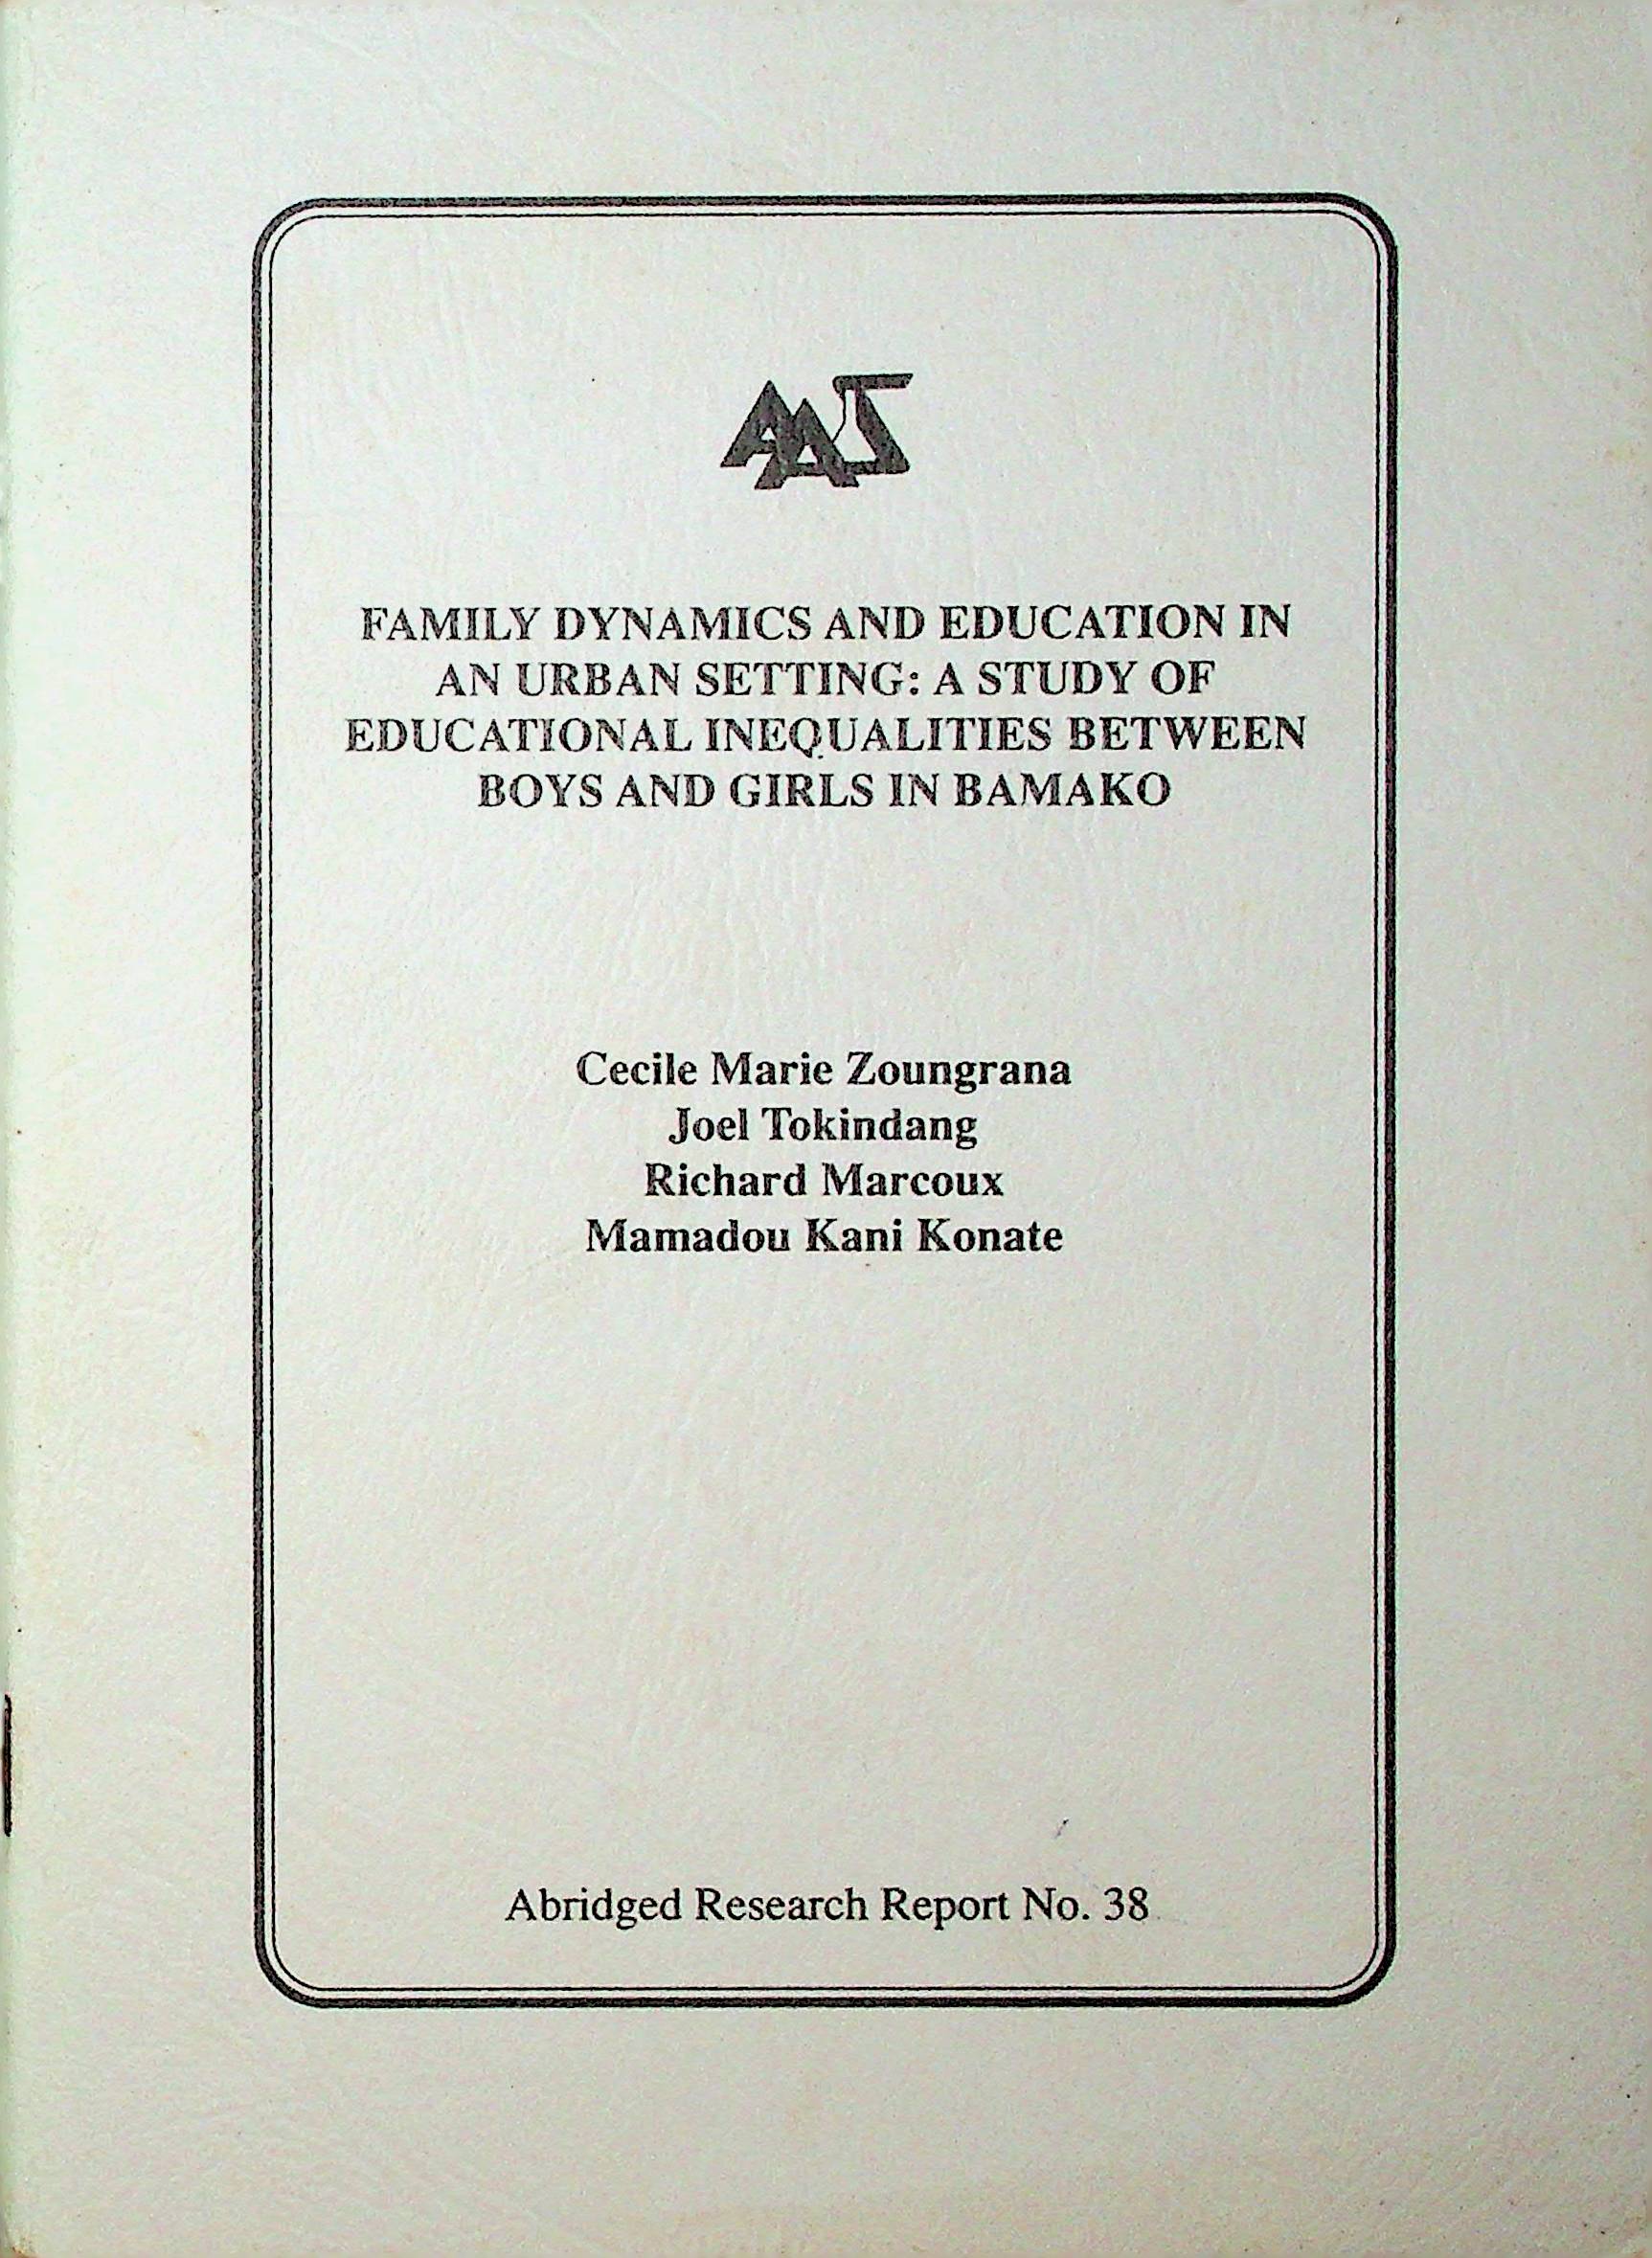 AAS
FAMILY DYNAMICS AND EDUCATION IN
AN URBAN SETTING: A STUDY OF
EDUCATIONAL INEQUALITIES BETWEEN
BOYS AND GIRLS IN BAMAKO
Cecile Marie Zoungrana
Joel Tokindang
Richard Marcoux
Mamadou Kani Konate
Abridged Research Report No. 38